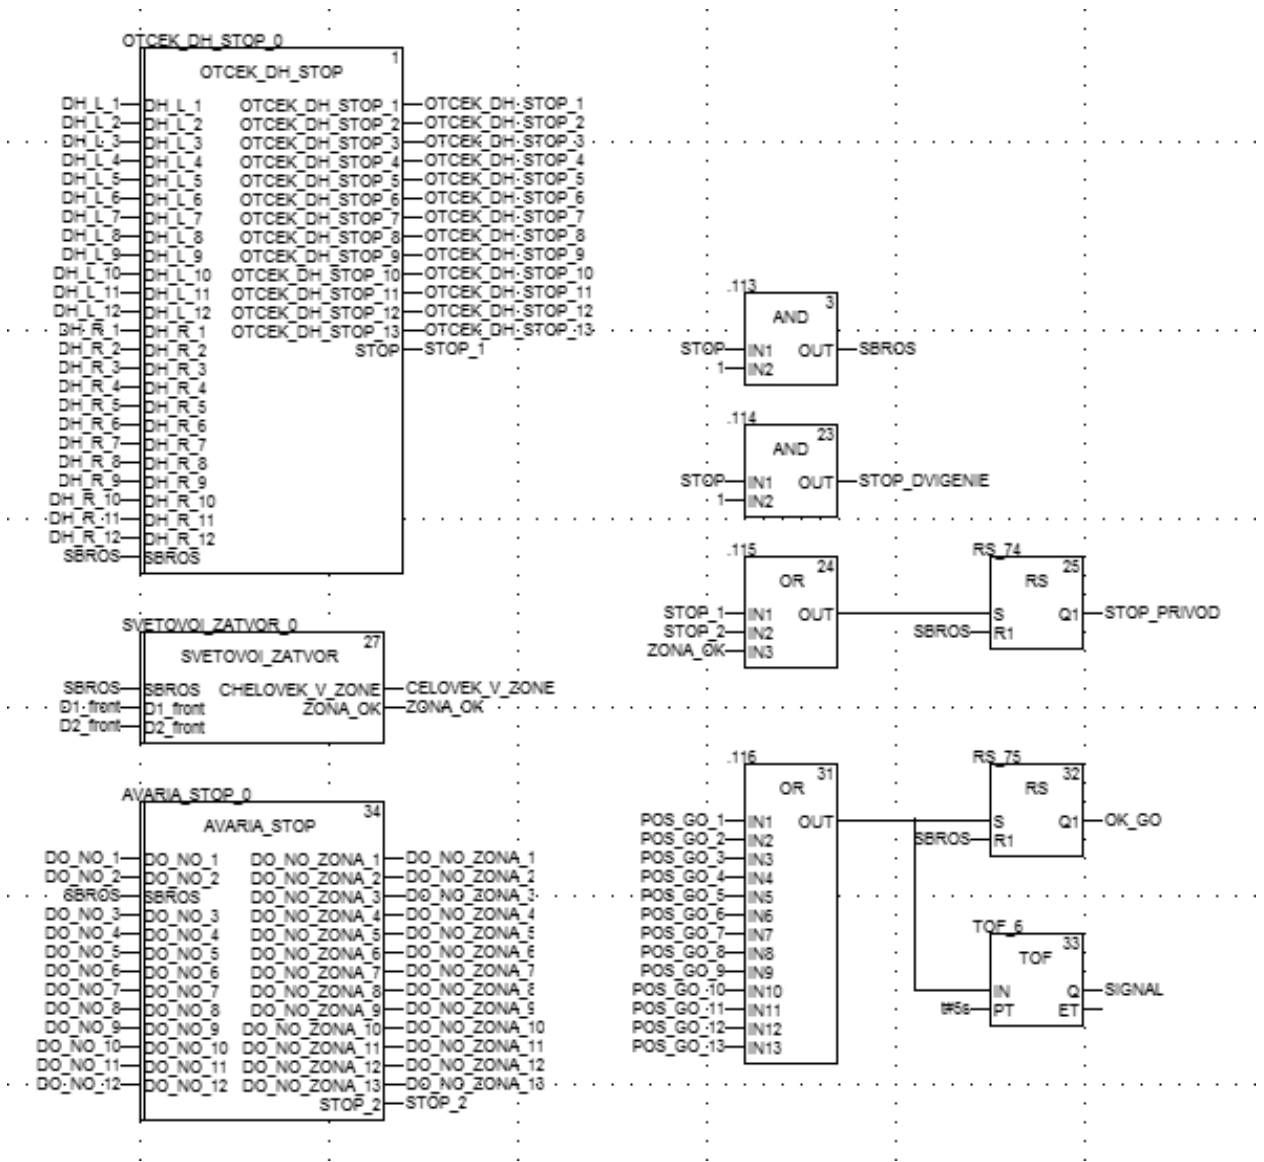 OTCEK_DH_STOP_0
1
OTCEK_DH_STOP
DH_L_1 DH_L_1 OTCEK_DH_STOP_1 OTCEK_DH_STOP_1
DH_L_2 DH_L_2 OTCEK_DH_STOP_2 OTCEK_DH_STOP_2
DH_L_3 DH_L_3 OTCEK_DH_STOP_3 OTCEK_DH_STOP_3
DH_L_4 DH_L_4 OTCEK_DH_STOP_4 OTCEK_DH_STOP_4
DH_L_5 DH_L_5 OTCEK_DH_STOP_5 OTCEK_DH_STOP_5
DH_L_6 DH_L_6 OTCEK_DH_STOP_6 OTCEK_DH_STOP_6
DH_L_7 DH_L_7 OTCEK_DH_STOP_7 OTCEK_DH_STOP_7
DH_L_8 DH_L_8 OTCEK_DH_STOP_8 OTCEK_DH_STOP_8
DH_L_9 DH_L_9 OTCEK_DH_STOP_9 OTCEK_DH_STOP_9
DH_L_10 DH_L_10 OTCEK_DH_STOP_10 OTCEK_DH_STOP_10
DH_L_11 DH_L_11 OTCEK_DH_STOP_11 OTCEK_DH_STOP_11
DH_L_12 DH_L_12 OTCEK_DH_STOP_12 OTCEK_DH_STOP_12
DH_R_1 DH_R_1 OTCEK_DH_STOP_13 OTCEK_DH_STOP_13
DH_R_2 DH_R_2 STOP STOP_1
DH_R_3 DH_R_3
DH_R_4 DH_R_4
DH_R_5 DH_R_5
DH_R_6 DH_R_6
DH_R_7 DH_R_7
DH_R_8 DH_R_8
DH_R_9 DH_R_9
DH_R_10 DH_R_10
DH_R_11 DH_R_11
DH_R_12 DH_R_12
SBROS SBROS
SVETOVOI_ZATVOR_0
27
SVETOVOI_ZATVOR
SBROS SBROS CHELOVEK_V_ZONE CELOVEK_V_ZONE
D1_front D1_front ZONA_OK ZONA_OK
D2_front D2_front
AVARIA_STOP_0
34
AVARIA_STOP
DO_NO_1 DO_NO_1 DO_NO_ZONA_1 DO_NO_ZONA_1
DO_NO_2 DO_NO_2 DO_NO_ZONA_2 DO_NO_ZONA_2
SBROS SBROS DO_NO_ZONA_3 DO_NO_ZONA_3
DO_NO_3 DO_NO_3 DO_NO_ZONA_4 DO_NO_ZONA_4
DO_NO_4 DO_NO_4 DO_NO_ZONA_5 DO_NO_ZONA_5
DO_NO_5 DO_NO_5 DO_NO_ZONA_6 DO_NO_ZONA_6
DO_NO_6 DO_NO_6 DO_NO_ZONA_7 DO_NO_ZONA_7
DO_NO_7 DO_NO_7 DO_NO_ZONA_8 DO_NO_ZONA_8
DO_NO_8 DO_NO_8 DO_NO_ZONA_9 DO_NO_ZONA_9
DO_NO_9 DO_NO_9 DO_NO_ZONA_10 DO_NO_ZONA_10
DO_NO_10 DO_NO_10 DO_NO_ZONA_11 DO_NO_ZONA_11
DO_NO_11 DO_NO_11 DO_NO_ZONA_12 DO_NO_ZONA_12
DO_NO_12 DO_NO_12 DO_NO_ZONA_13 DO_NO_ZONA_13
STOP_2 STOP_2
.113
3
AND
STOP IN1 OUT SBROS
1 IN2
.114
23
AND
STOP IN1 OUT STOP_DVIGENIE
1 IN2
.115
24
OR
STOP_1 IN1 OUT
STOP_2 IN2
ZONA_OK IN3
RS_74
25
RS
S Q1 STOP_PRIVOD
SBROS R1
.116
31
OR
POS_GO_1 IN1 OUT
POS_GO_2 IN2
POS_GO_3 IN3
POS_GO_4 IN4
POS_GO_5 IN5
POS_GO_6 IN6
POS_GO_7 IN7
POS_GO_8 IN8
POS_GO_9 IN9
POS_GO_10 IN10
POS_GO_11 IN11
POS_GO_12 IN12
POS_GO_13 IN13
RS_75
32
RS
S Q1 OK_GO
SBROS R1
TOF_6
33
TOF
IN Q SIGNAL
t#5s PT ET